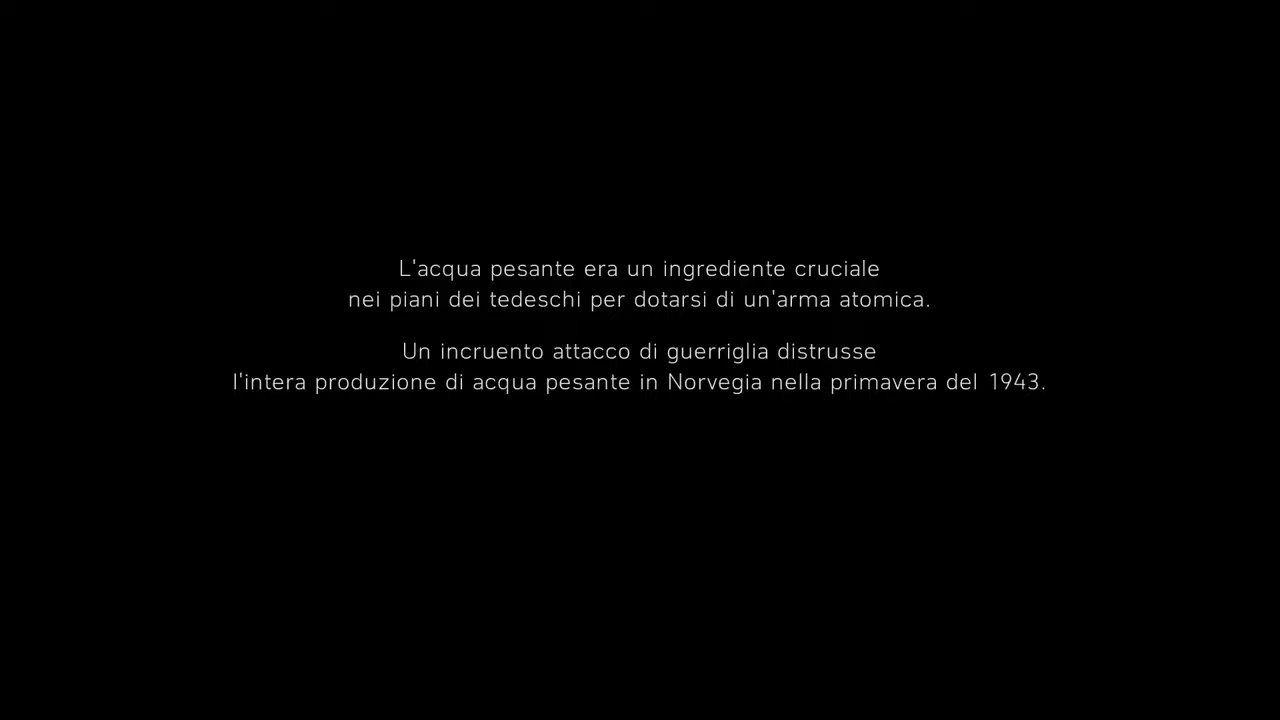 L'acqua pesante era un ingrediente cruciale
nei piani dei tedeschi per dotarsi di un'arma atomica.
Un incruento attacco di guerriglia distrusse
l'intera produzione di acqua pesante in Norvegia nella primavera del 1943.